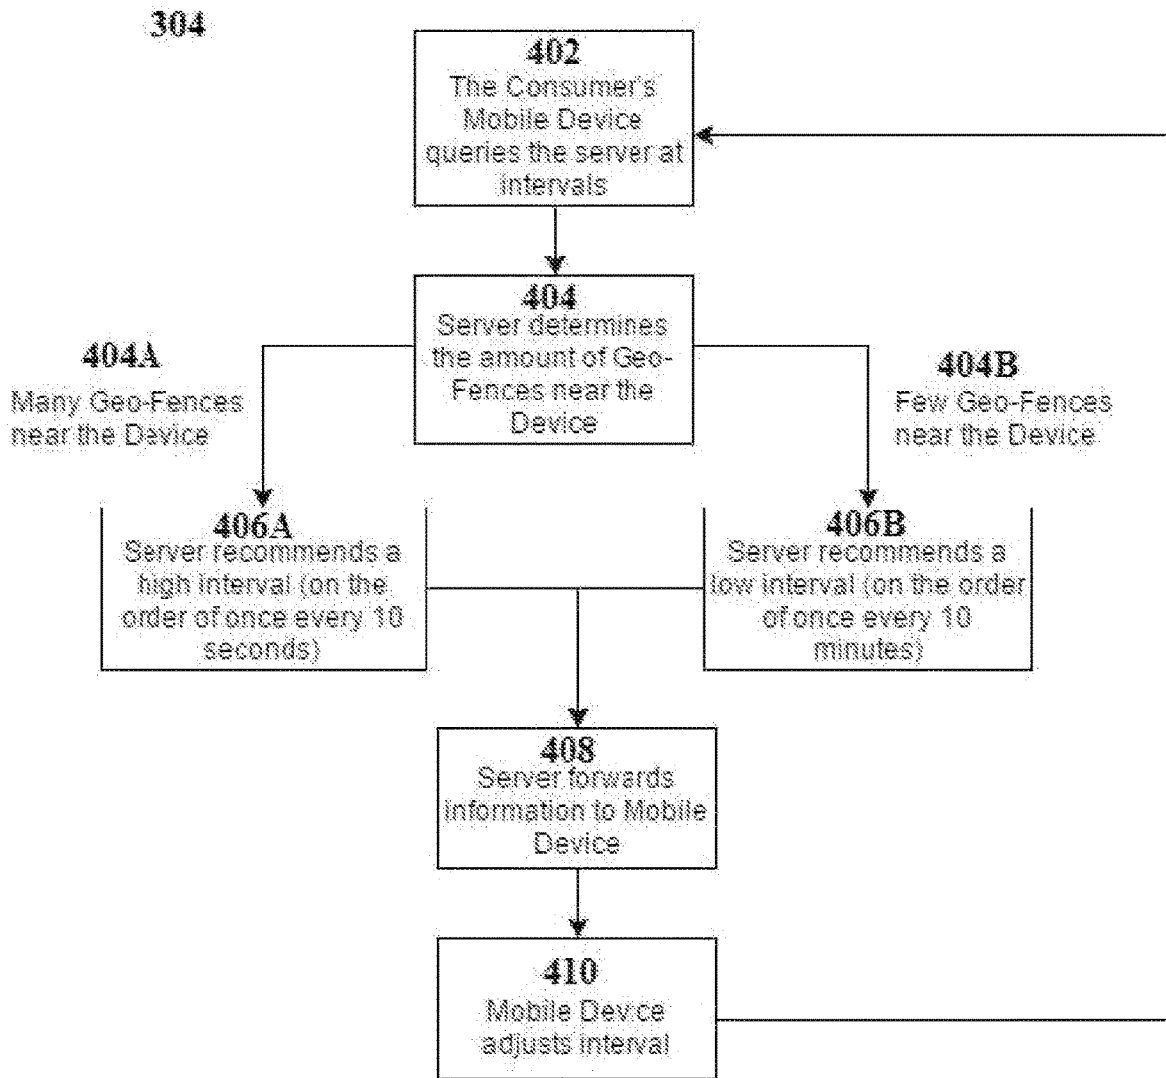 304
402
The Consumer's
Mobile Device
queries the server at
intervals
404
Server determines
the amount of Geo-
Fences near the
Device
404A
Many Geo-Fences
near the Device
404B
Few Geo-Fences
near the Device
406A
Server recommends a
high interval (on the
order of once every 10
seconds)
406B
Server recommends a
low interval (on the order
of once every 10
minutes)
408
Server forwards
information to Mobile
Device
410
Mobile Device
adjusts interval